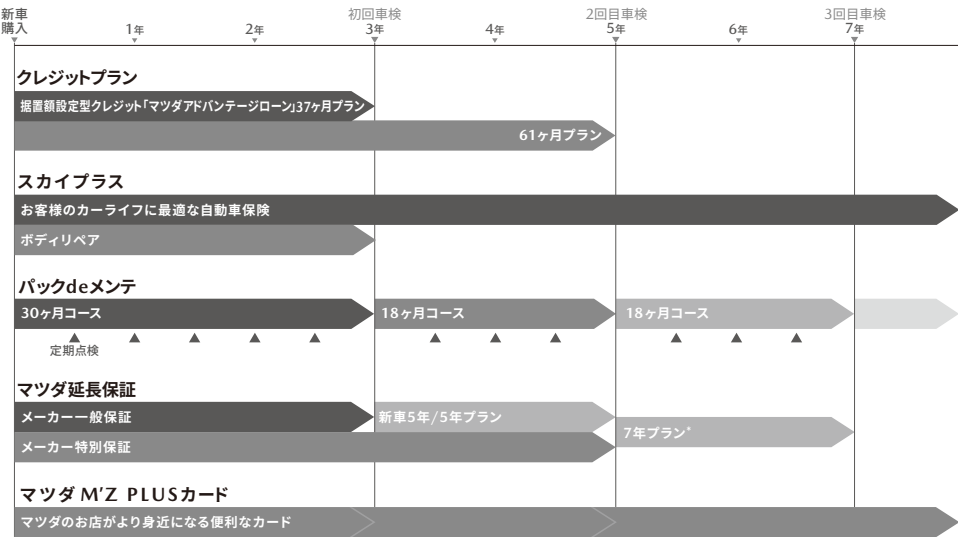 新車
購入
1年
2年
初回車検
3年
4年
2回目車検
5年
6年
3回目車検
7年
クレジットプラン
据置額設定型クレジット「マツダアドバンテージローン」37ヶ月プラン
61ヶ月プラン
スカイプラス
お客様のカーライフに最適な自動車保険
ボディリペア
パックdeメンテ
30ヶ月コース
18ヶ月コース
18ヶ月コース
定期点検
マツダ延長保証
メーカー一般保証
新車5年/5年プラン
メーカー特別保証
7年プラン*
マツダ M'Z PLUSカード
マツダのお店がより身近になる便利なカード